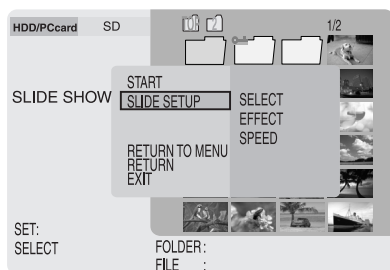 HDD/PCcard SD 1/2
SLIDE SHOW
START
SLIDE SETUP
RETURN TO MENU
RETURN
EXIT
SELECT
EFFECT
SPEED
SET:
SELECT
FOLDER:
FILE :